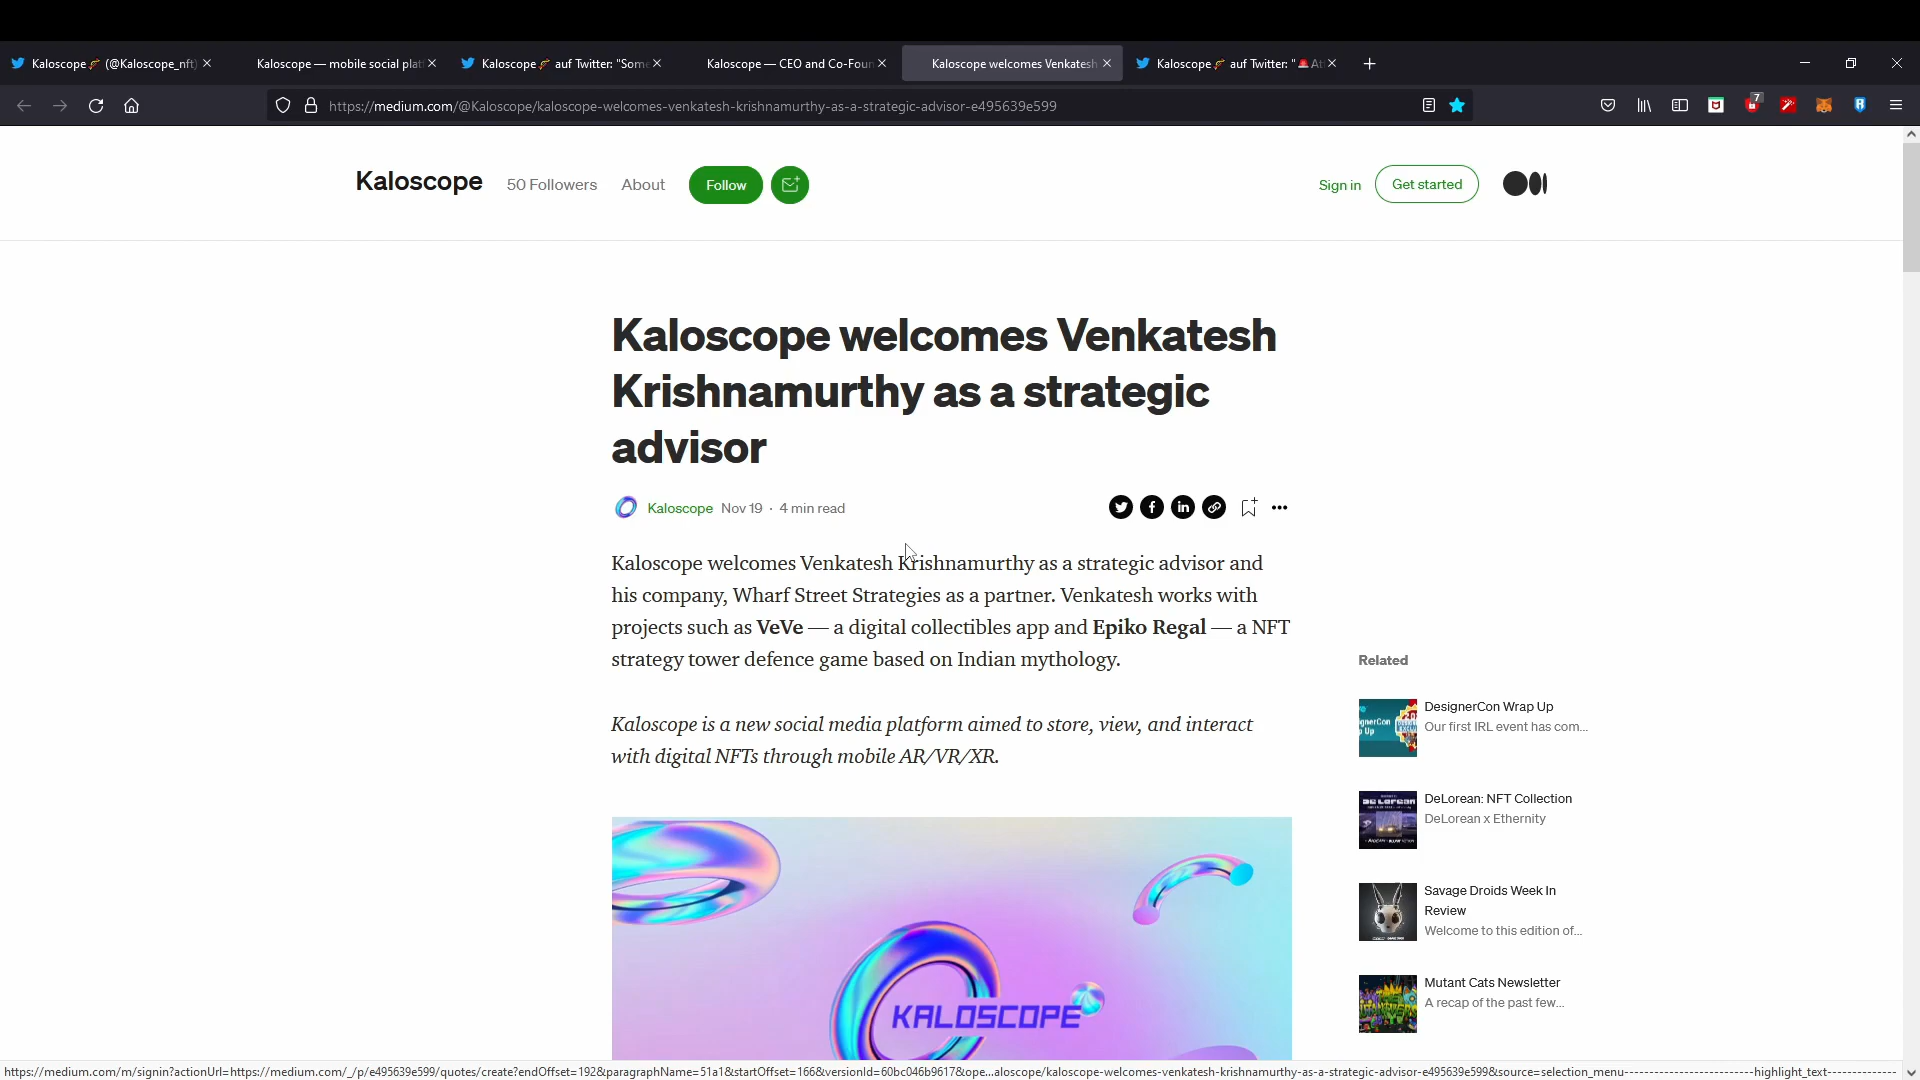 Kaloscope (@Kaloscope_nft)
Kaloscope — mobile social plat
Kaloscope auf Twitter: "Some
Kaloscope — CEO and Co-Foun
Kaloscope welcomes Venkatesh
Kaloscope auf Twitter: "
https://medium.com/@Kaloscope/kaloscope-welcomes-venkatesh-krishnamurthy-as-a-strategic-advisor-e495639e599
7
Kaloscope
50 Followers
About
Follow
Sign in
Get started
Kaloscope welcomes Venkatesh
Krishnamurthy as a strategic
advisor
Kaloscope Nov 19 · 4 min read
Kaloscope welcomes Venkatesh Krishnamurthy as a strategic advisor and
his company, Wharf Street Strategies as a partner. Venkatesh works with
projects such as VeVe — a digital collectibles app and Epiko Regal — a NFT
strategy tower defence game based on Indian mythology.
Kaloscope is a new social media platform aimed to store, view, and interact
with digital NFTs through mobile AR/VR/XR.
KALOSCOPE
Related
DesignerCon Wrap Up
Our first IRL event has com...
DeLorean: NFT Collection
DeLorean x Ethernity
Savage Droids Week In
Review
Welcome to this edition of...
Mutant Cats Newsletter
A recap of the past few...
https://medium.com/m/signin?actionUrl=https://medium.com/_/p/e495639e599/quotes/create?endOffset=192&paragraphName=51a1&startOffset=166&versionId=60bc046b9617&ope...aloscope/kaloscope-welcomes-venkatesh-krishnamurthy-as-a-strategic-advisor-e495639e599&source=selection_menu--------------------------highlight_text--------------